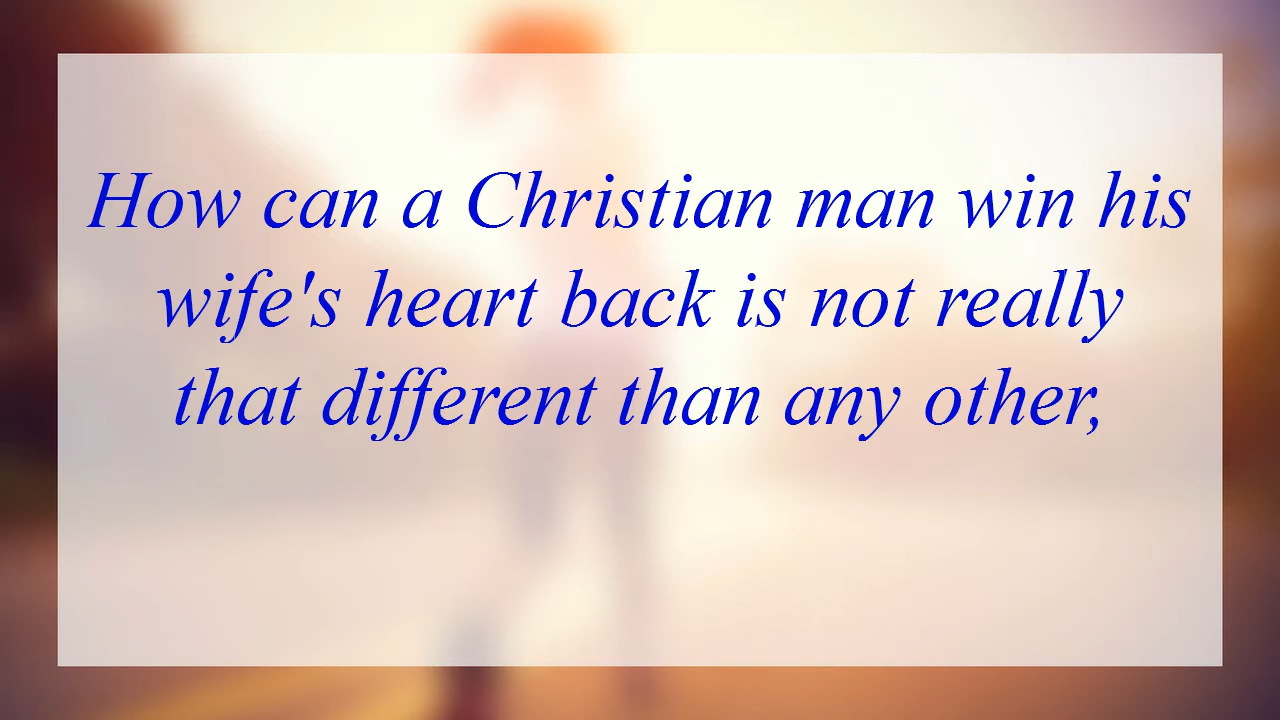 How can a Christian man win his
wife's heart back is not really
that different than any other,